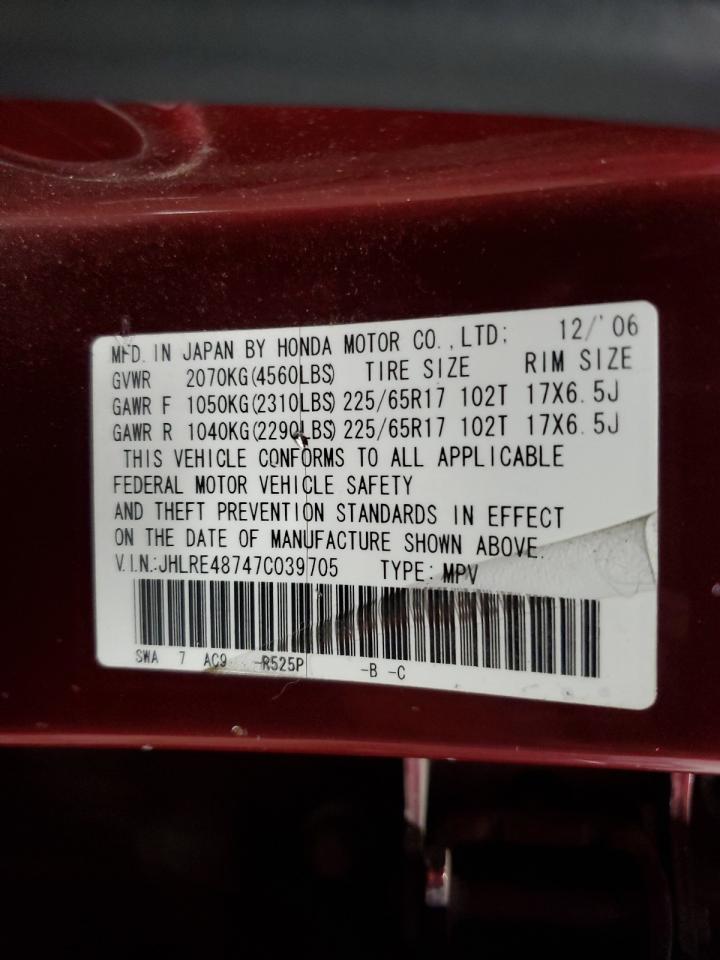 MFD. IN JAPAN BY HONDA MOTOR CO.,LTD: 12/'06
GVWR 2070KG(4560LBS) TIRE SIZE RIM SIZE
GAWR F 1050KG(2310LBS) 225/65R17 102T 17X6.5J
GAWR R 1040KG(2290LBS) 225/65R17 102T 17X6.5J
THIS VEHICLE CONFORMS TO ALL APPLICABLE
FEDERAL MOTOR VEHICLE SAFETY
AND THEFT PREVENTION STANDARDS IN EFFECT
ON THE DATE OF MANUFACTURE SHOWN ABOVE.
V.I.N.:JHLRE48747C039705 TYPE: MPV
SWA 7 AC9 -R525P -B -C